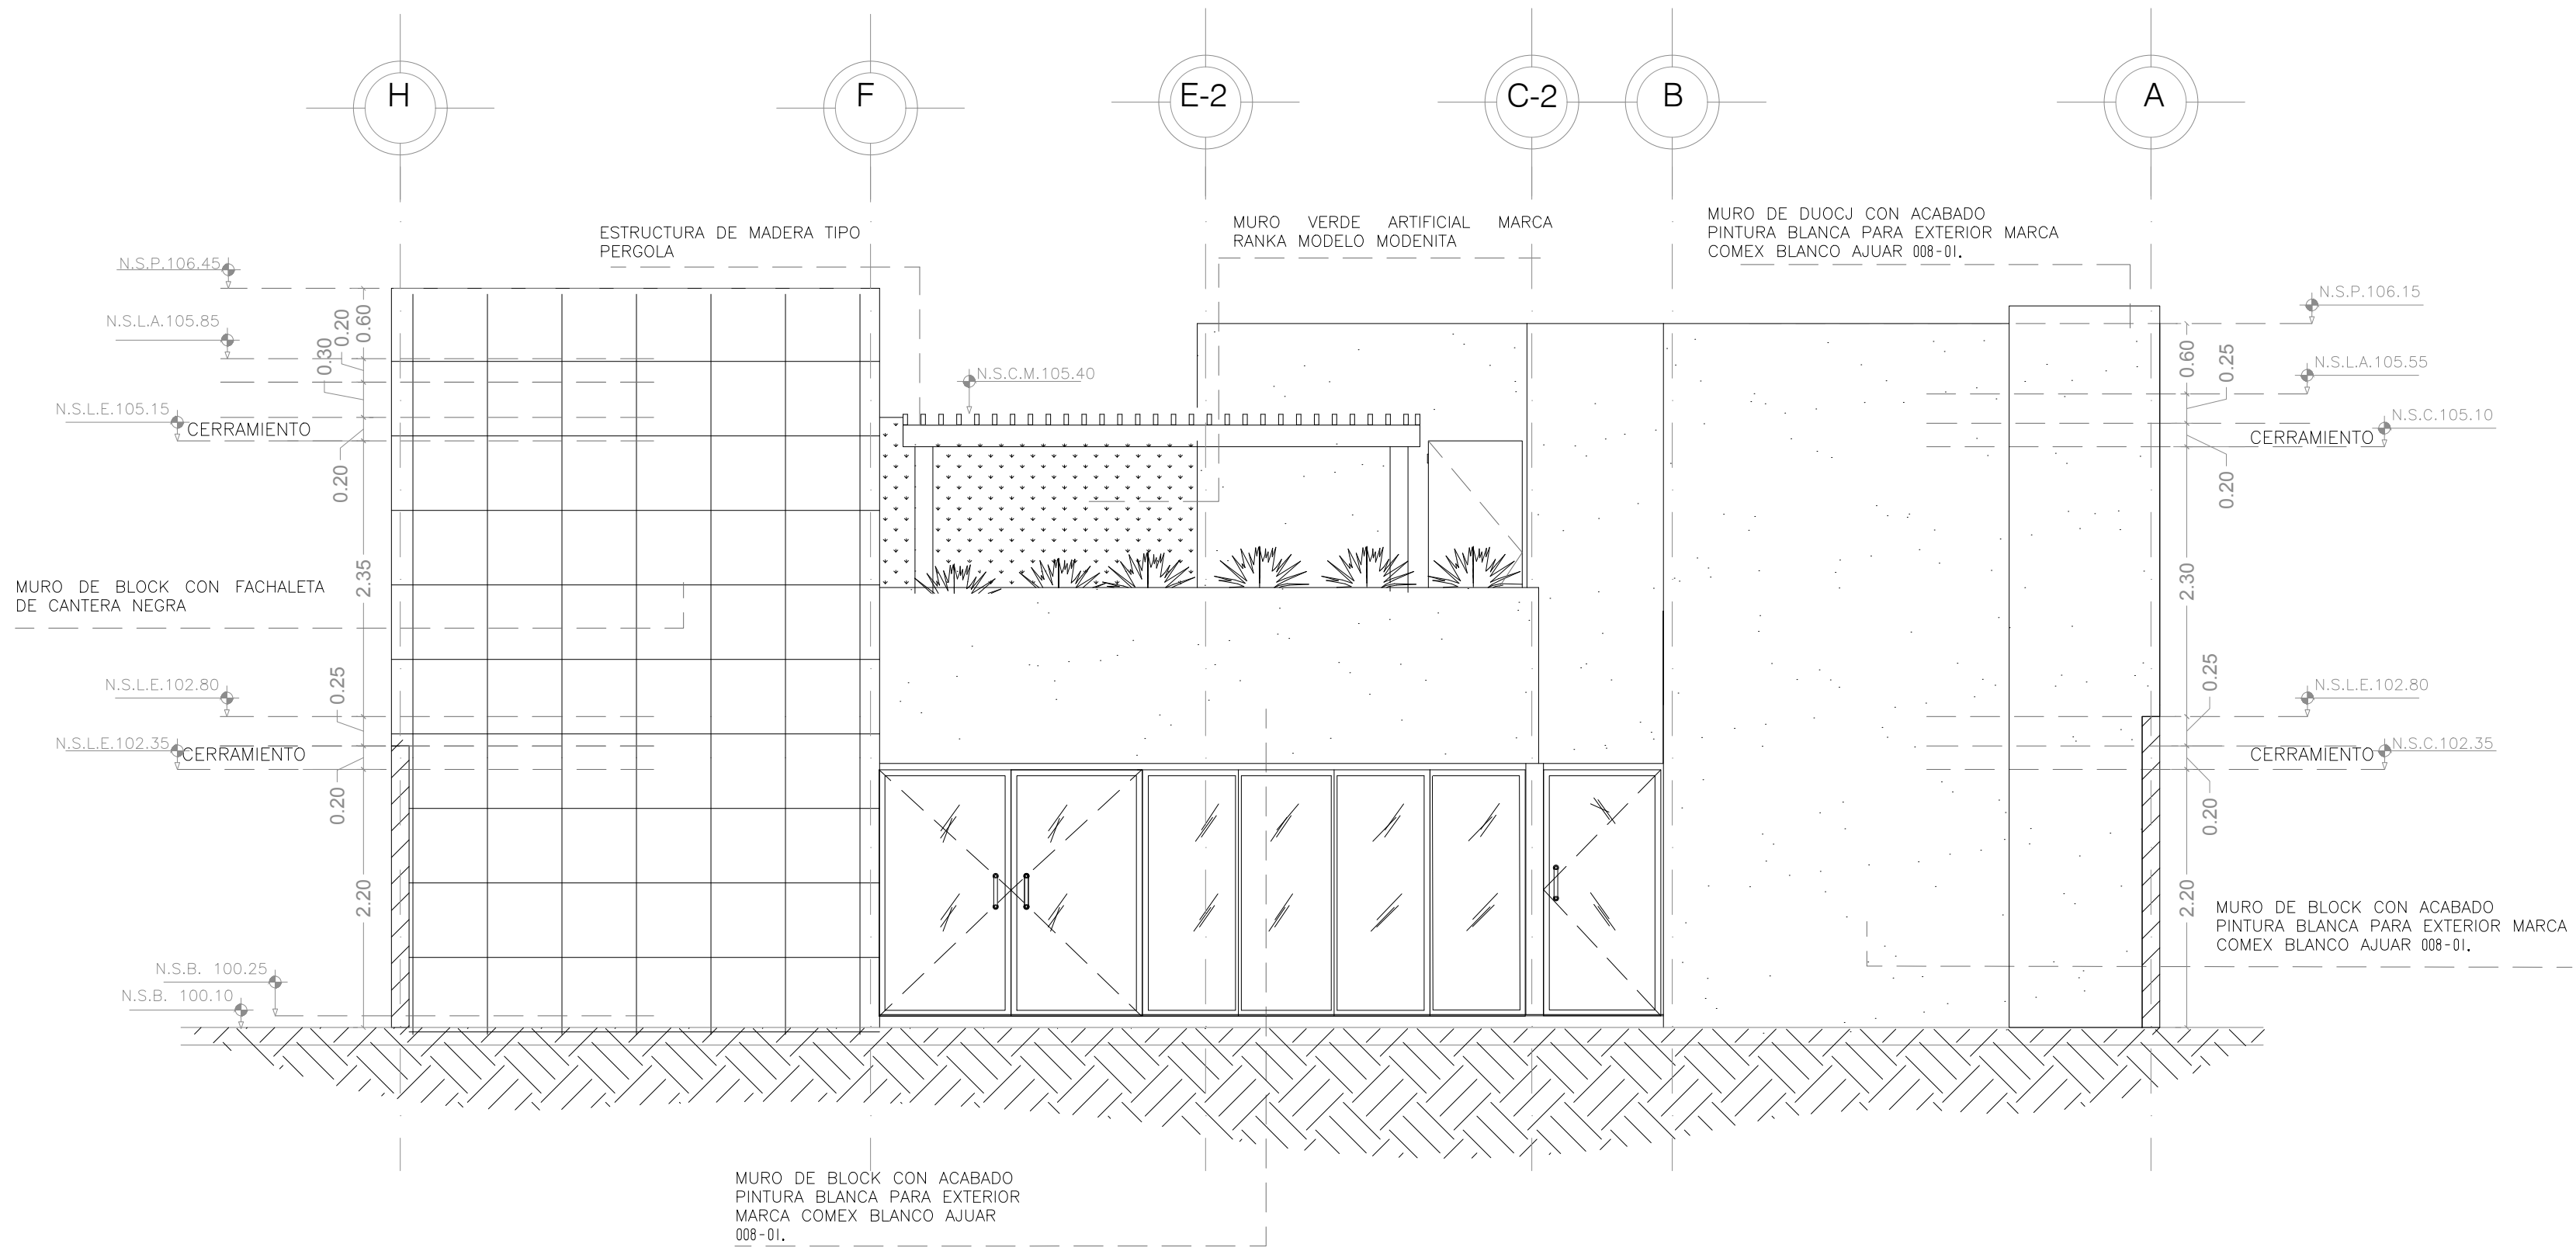 H
F
E-2
C-2
B
A
ESTRUCTURA DE MADERA TIPO
PERGOLA
MURO VERDE ARTIFICIAL MARCA
RANKA MODELO MODENITA
MURO DE DUOCJ CON ACABADO
PINTURA BLANCA PARA EXTERIOR MARCA
COMEX BLANCO AJUAR 008-01.
N.S.P.106.45
N.S.L.A.105.85
N.S.L.E.105.15
CERRAMIENTO
0.60
0.20
0.30
0.20
2.35
MURO DE BLOCK CON FACHALETA
DE CANTERA NEGRA
N.S.L.E.102.80
N.S.L.E.102.35
CERRAMIENTO
0.25
0.20
2.20
N.S.B. 100.25
N.S.B. 100.10
N.S.C.M.105.40
N.S.P.106.15
N.S.L.A.105.55
N.S.C.105.10
CERRAMIENTO
0.60
0.25
0.20
2.30
N.S.L.E.102.80
N.S.C.102.35
CERRAMIENTO
0.25
0.20
2.20
MURO DE BLOCK CON ACABADO
PINTURA BLANCA PARA EXTERIOR MARCA
COMEX BLANCO AJUAR 008-01.
MURO DE BLOCK CON ACABADO
PINTURA BLANCA PARA EXTERIOR
MARCA COMEX BLANCO AJUAR
008-01.